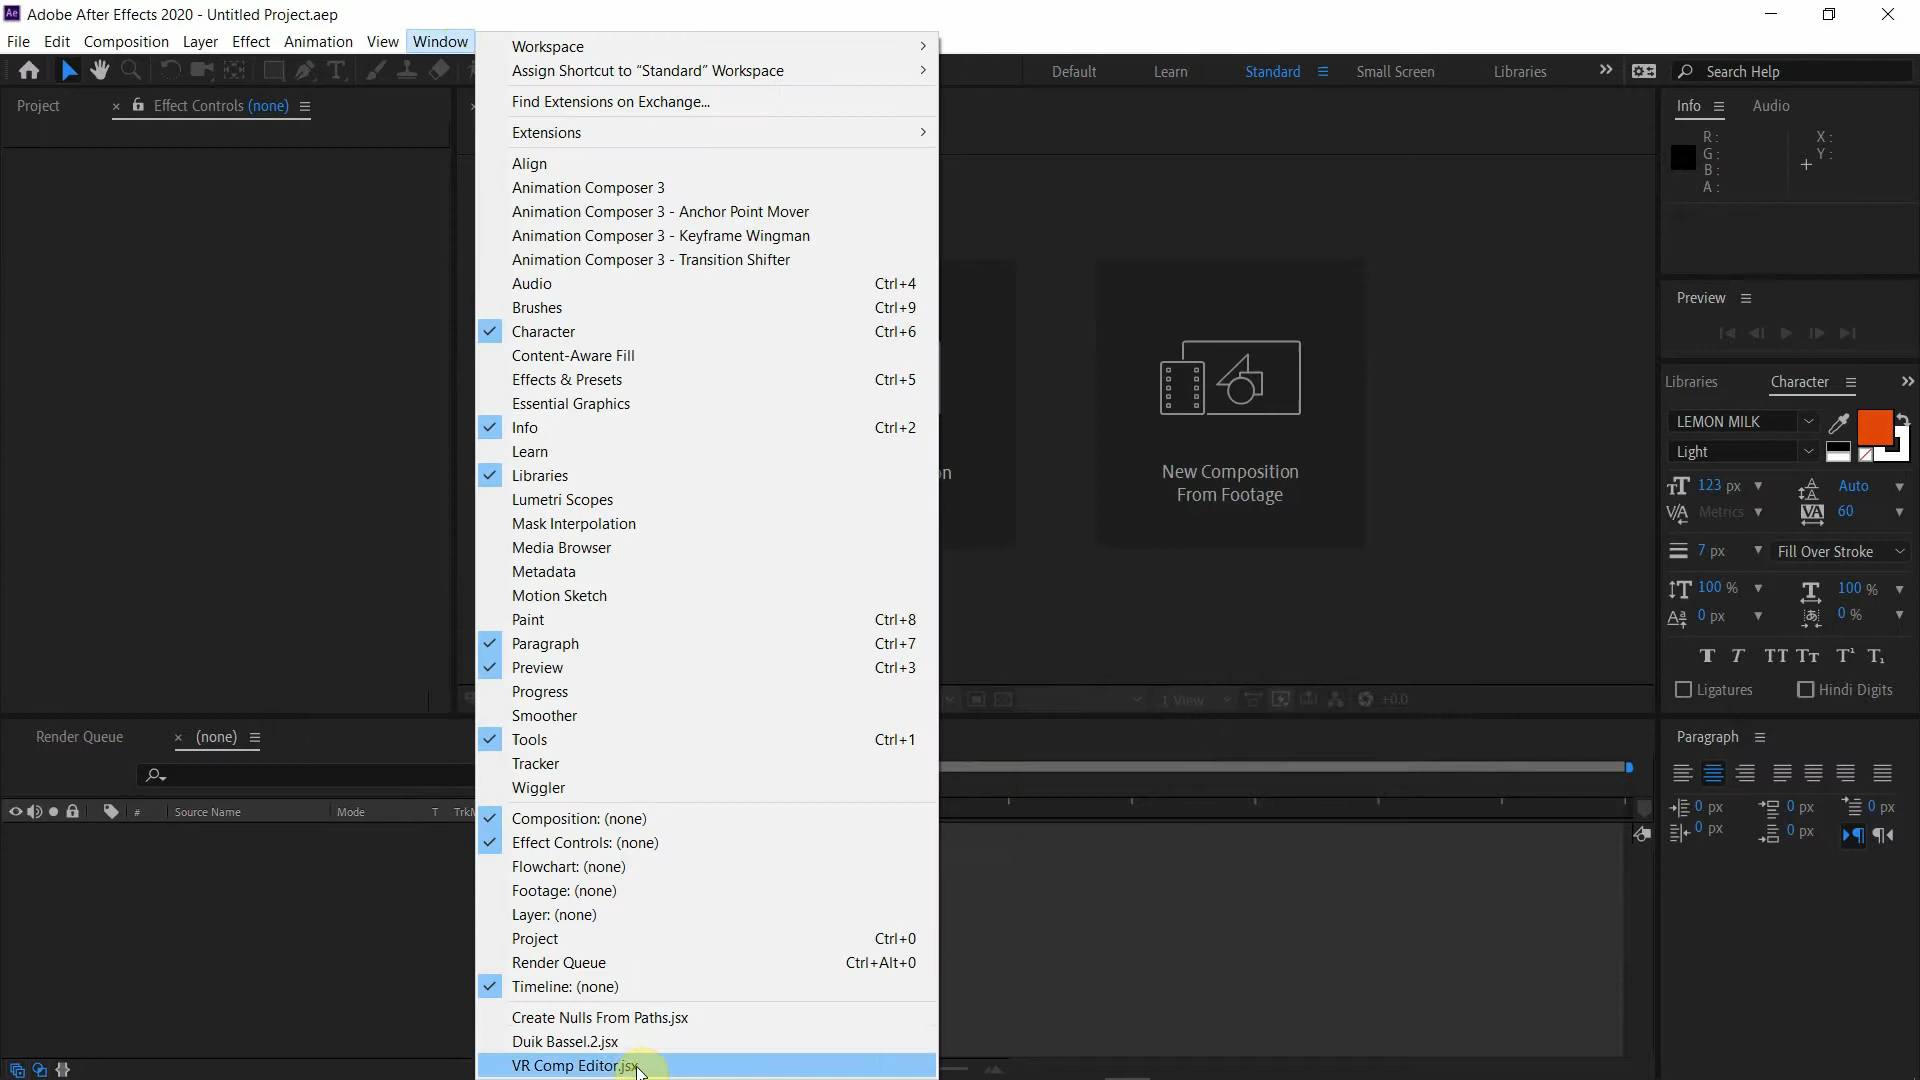 Ae Adobe After Effects 2020 - Untitled Project.aep
File Edit Composition Layer Effect Animation View Window
Default Learn Standard Small Screen Libraries Search Help
Project
Effect Controls (none)
Workspace
Assign Shortcut to “Standard” Workspace
Find Extensions on Exchange...
Extensions
Align
Animation Composer 3
Animation Composer 3 - Anchor Point Mover
Animation Composer 3 - Keyframe Wingman
Animation Composer 3 - Transition Shifter
Audio Ctrl+4
Brushes Ctrl+9
Character Ctrl+6
Content-Aware Fill
Effects & Presets Ctrl+5
Essential Graphics
Info Ctrl+2
Learn
Libraries
Lumetri Scopes
Mask Interpolation
Media Browser
Metadata
Motion Sketch
Paint Ctrl+8
Paragraph Ctrl+7
Preview Ctrl+3
Progress
Smoother
Tools Ctrl+1
Tracker
Wiggler
Composition: (none)
Effect Controls: (none)
Flowchart: (none)
Footage: (none)
Layer: (none)
Project Ctrl+0
Render Queue Ctrl+Alt+0
Timeline: (none)
Create Nulls From Paths.jsx
Duik Bassel.2.jsx
VR Comp Editor.jsx
New Composition
From Footage
1 View +0.0
Info Audio
R :
G :
B :
A :
X :
Y :
Preview
Libraries Character
LEMON MILK
Light
123 px Auto
Metrics 60
7 px Fill Over Stroke
100 % 100 %
0 px 0 %
T T TT Tt T¹ T₁
Ligatures Hindi Digits
Paragraph
0 px 0 px 0 px
0 px 0 px
Render Queue (none)
# Source Name Mode T TrkM